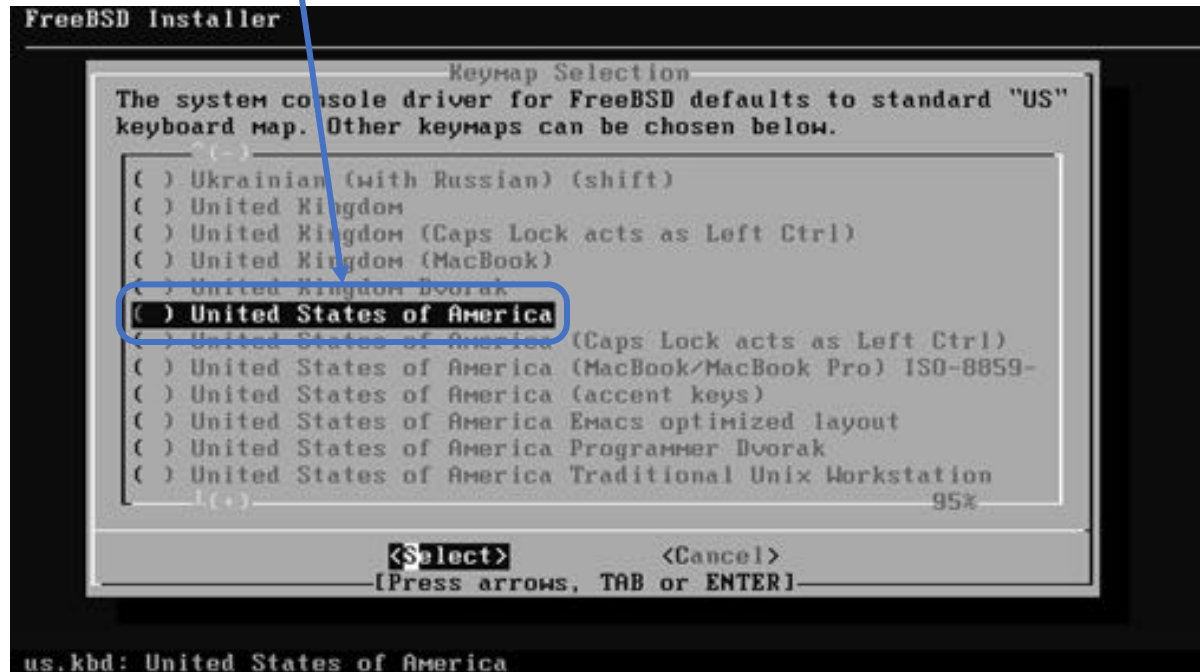 FreeBSD Installer
Keymap Selection
The system console driver for FreeBSD defaults to standard "US"
keyboard map. Other keymaps can be chosen below.
^(-)
( ) Ukrainian (with Russian) (shift)
( ) United Kingdom
( ) United Kingdom (Caps Lock acts as Left Ctrl)
( ) United Kingdom (MacBook)
( ) United Kingdom Dvorak
( ) United States of America
( ) United States of America (Caps Lock acts as Left Ctrl)
( ) United States of America (MacBook/MacBook Pro) ISO-8859-
( ) United States of America (accent keys)
( ) United States of America Emacs optimized layout
( ) United States of America Programmer Dvorak
( ) United States of America Traditional Unix Workstation
(+) 95%
<Select> <Cancel>
[Press arrows, TAB or ENTER]
us.kbd: United States of America